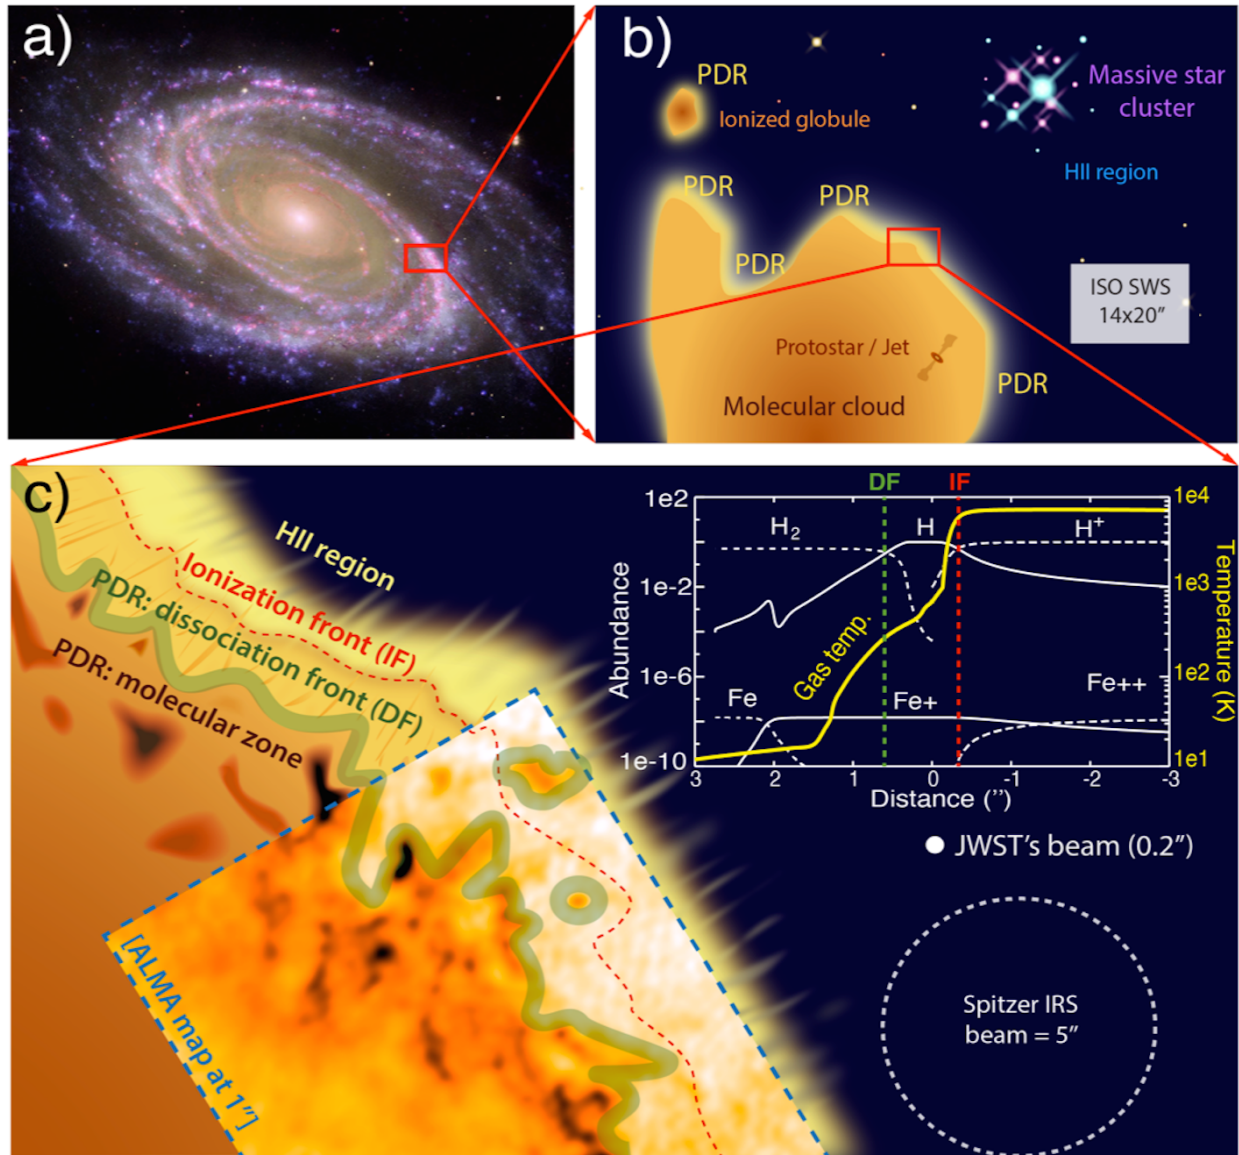 a)
b)
PDR
Ionized globule
Massive star
cluster
HII region
PDR
PDR
PDR
ISO SWS
14x20”
Protostar / Jet
PDR
Molecular cloud
c)
HII region
Ionization front (IF)
PDR: dissociation front (DF)
PDR: molecular zone
[ALMA map at 1”]
DF
IF
1e2
1e-2
1e-6
1e-10
Abundance
H₂
H
H⁺
Gas temp.
Fe
Fe+
Fe++
1e4
1e3
1e2
1e1
Temperature (K)
3
2
1
0
-1
-2
-3
Distance (”)
JWST’s beam (0.2”)
Spitzer IRS
beam = 5”